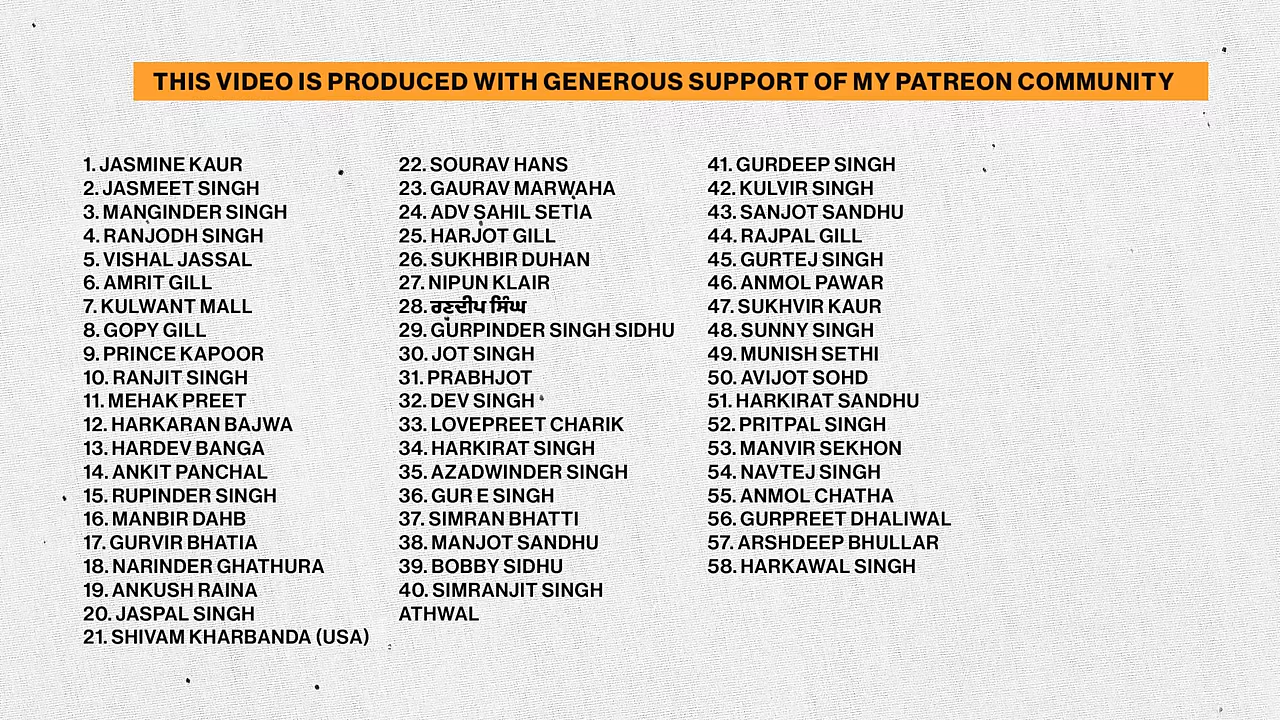 THIS VIDEO IS PRODUCED WITH GENEROUS SUPPORT OF MY PATREON COMMUNITY
1. JASMINE KAUR
2. JASMEET SINGH
3. MANGINDER SINGH
4. RANJODH SINGH
5. VISHAL JASSAL
6. AMRIT GILL
7. KULWANT MALL
8. GOPY GILL
9. PRINCE KAPOOR
10. RANJIT SINGH
11. MEHAK PREET
12. HARKARAN BAJWA
13. HARDEV BANGA
14. ANKIT PANCHAL
15. RUPINDER SINGH
16. MANBIR DAHB
17. GURVIR BHATIA
18. NARINDER GHATHURA
19. ANKUSH RAINA
20. JASPAL SINGH
21. SHIVAM KHARBANDA (USA)
22. SOURAV HANS
23. GAURAV MARWAHA
24. ADV SAHIL SETIA
25. HARJOT GILL
26. SUKHBIR DUHAN
27. NIPUN KLAIR
28. ਰਣਦੀਪ ਸਿੰਘ
29. GURPINDER SINGH SIDHU
30. JOT SINGH
31. PRABHJOT
32. DEV SINGH
33. LOVEPREET CHARIK
34. HARKIRAT SINGH
35. AZADWINDER SINGH
36. GUR E SINGH
37. SIMRAN BHATTI
38. MANJOT SANDHU
39. BOBBY SIDHU
40. SIMRANJIT SINGH
ATHWAL
41. GURDEEP SINGH
42. KULVIR SINGH
43. SANJOT SANDHU
44. RAJPAL GILL
45. GURTEJ SINGH
46. ANMOL PAWAR
47. SUKHVIR KAUR
48. SUNNY SINGH
49. MUNISH SETHI
50. AVIJOT SOHD
51. HARKIRAT SANDHU
52. PRITPAL SINGH
53. MANVIR SEKHON
54. NAVTEJ SINGH
55. ANMOL CHATHA
56. GURPREET DHALIWAL
57. ARSHDEEP BHULLAR
58. HARKAWAL SINGH